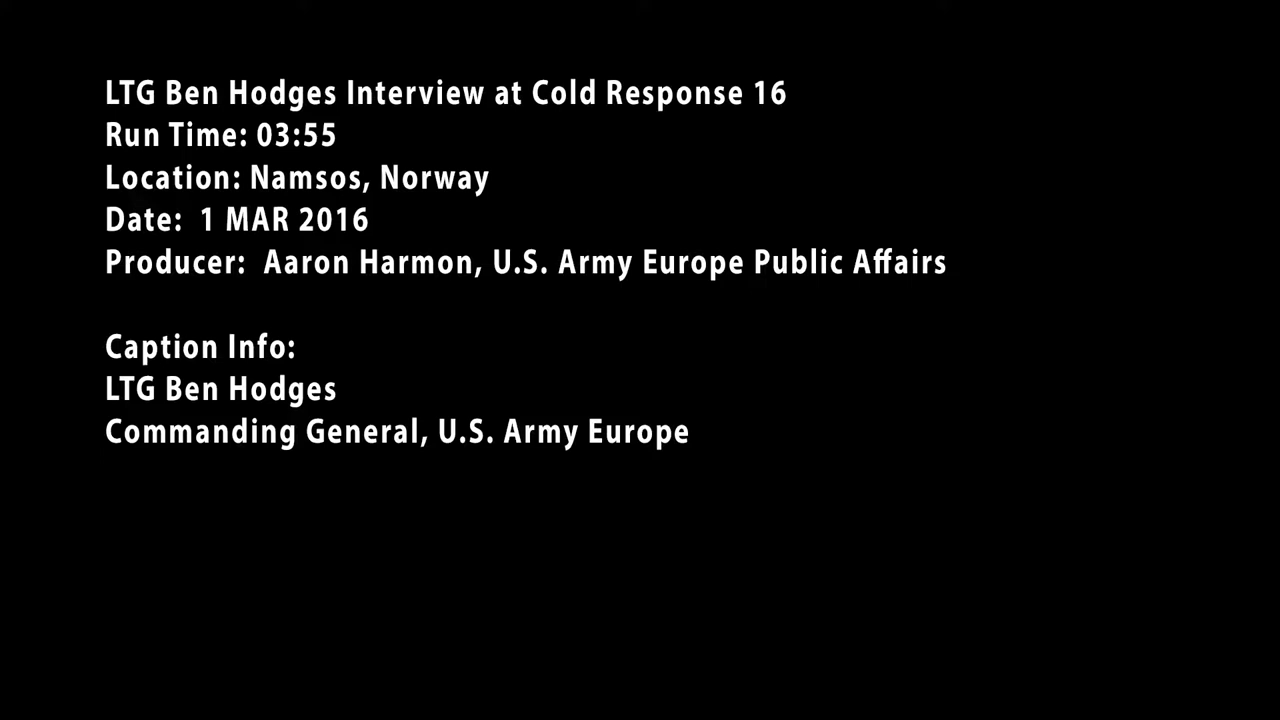 LTG Ben Hodges Interview at Cold Response 16
Run Time: 03:55
Location: Namsos, Norway
Date:  1 MAR 2016
Producer:  Aaron Harmon, U.S. Army Europe Public Affairs
Caption Info:
LTG Ben Hodges
Commanding General, U.S. Army Europe